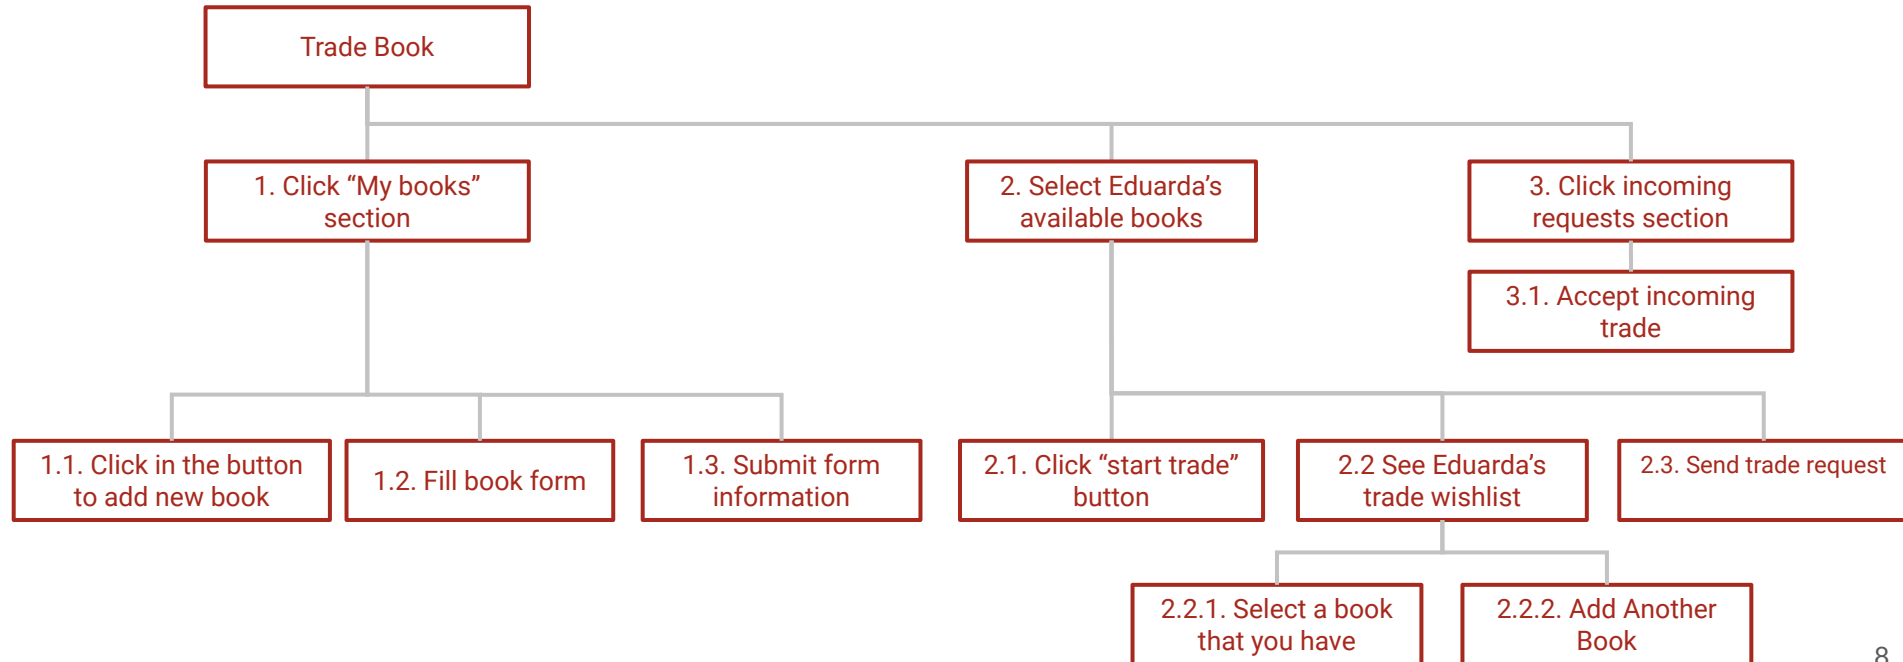 Trade Book
1. Click “My books”
section
2. Select Eduarda’s
available books
3. Click incoming
requests section
3.1. Accept incoming
trade
1.1. Click in the button
to add new book
1.2. Fill book form
1.3. Submit form
information
2.1. Click “start trade”
button
2.2 See Eduarda’s
trade wishlist
2.3. Send trade request
2.2.1. Select a book
that you have
2.2.2. Add Another
Book
8